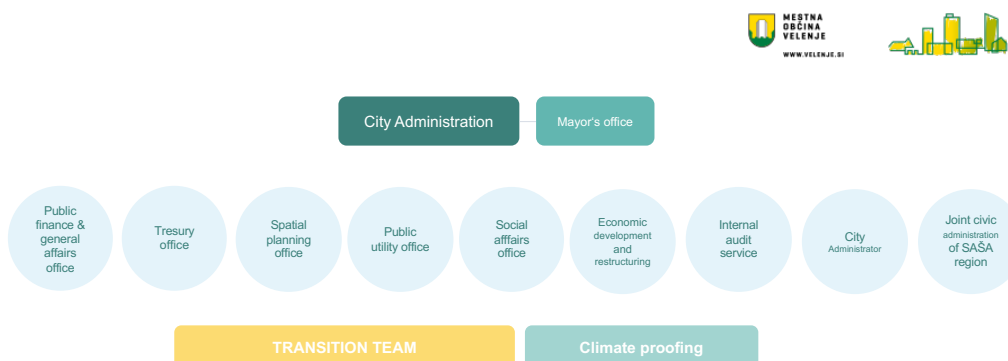 MESTNA
OBČINA
VELENJE
WWW.VELENJE.SI
City Administration
Mayor's office
Public
finance &
general
affairs
office
Tresury
office
Spatial
planning
office
Public
utility office
Social
afffairs
office
Economic
development
and
restructuring
Internal
audit
service
City
Administrator
Joint civic
administration
of SAŠA
region
TRANSITION TEAM
Climate proofing